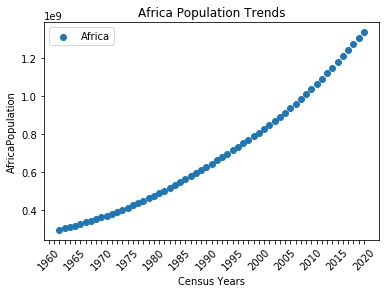 Africa Population Trends
1e9
Africa
AfricaPopulation
1.2
1.0
0.8
0.6
0.4
1960 1965 1970 1975 1980 1985 1990 1995 2000 2005 2010 2015 2020
Census Years